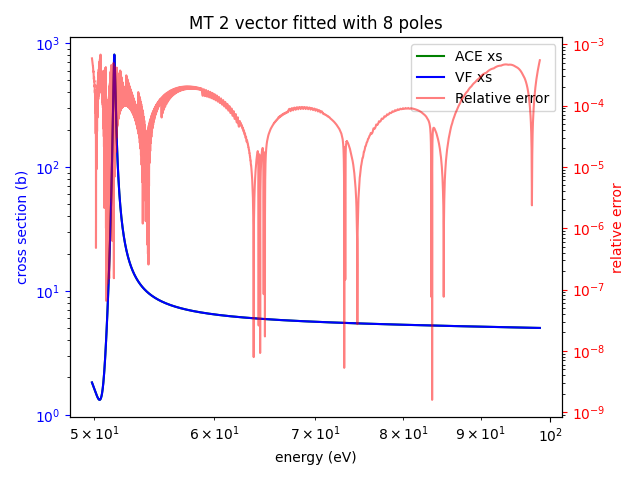 MT 2 vector fitted with 8 poles
ACE xs
VF xs
Relative error
cross section (b)
10³
10²
10¹
10⁰
relative error
10⁻³
10⁻⁴
10⁻⁵
10⁻⁶
10⁻⁷
10⁻⁸
10⁻⁹
5 × 10¹ 6 × 10¹ 7 × 10¹ 8 × 10¹ 9 × 10¹ 10²
energy (eV)